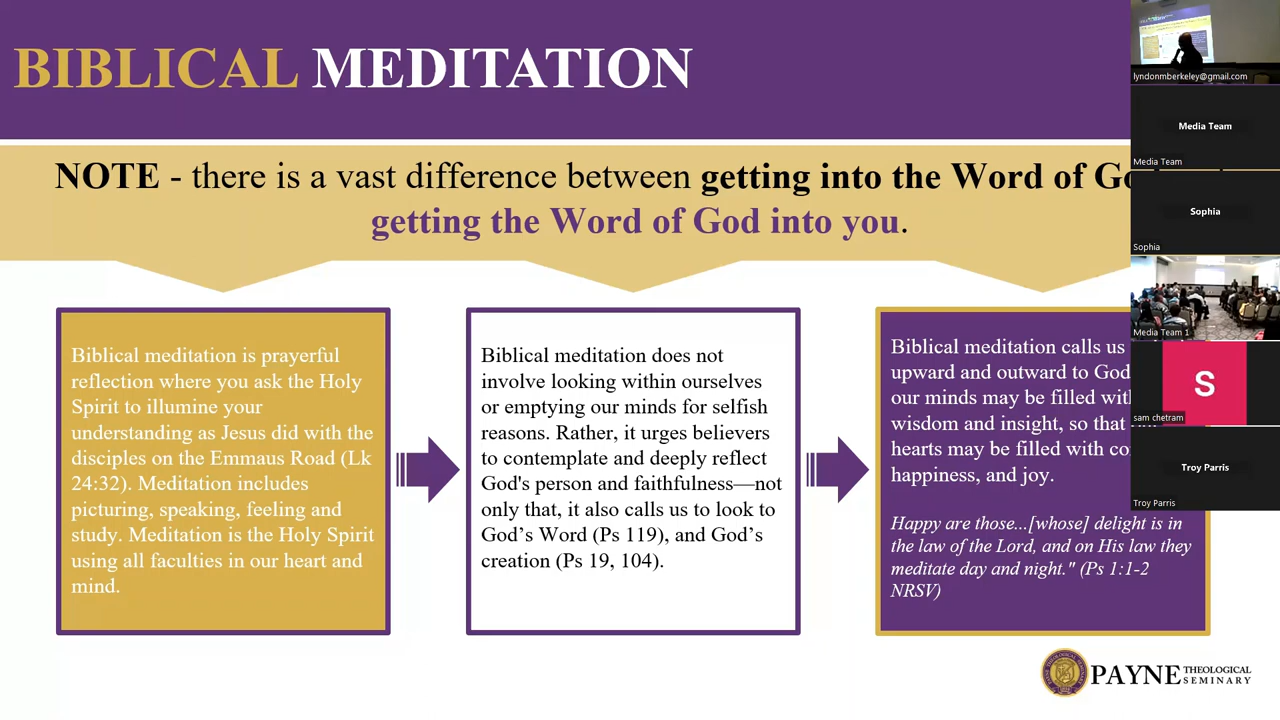 BIBLICAL MEDITATION
NOTE - there is a vast difference between getting into the Word of
getting the Word of God into you.
Biblical meditation is prayerful
reflection where you ask the Holy
Spirit to illumine your
understanding as Jesus did with the
disciples on the Emmaus Road (Lk
24:32). Meditation includes
picturing, speaking, feeling and
study. Meditation is the Holy Spirit
using all faculties in our heart and
mind.
Biblical meditation does not
involve looking within ourselves
or emptying our minds for selfish
reasons. Rather, it urges believers
to contemplate and deeply reflect
God's person and faithfulness—not
only that, it also calls us to look to
God's Word (Ps 119), and God's
creation (Ps 19, 104).
Biblical meditation calls us
upward and outward to God
our minds may be filled
wisdom and insight, so that
hearts may be filled with
happiness, and joy.
Happy are those...[whose] delight is in
the law of the Lord, and on His law they
meditate day and night." (Ps 1:1-2
NRSV)
PAYNE THEOLOGICAL
SEMINARY
lyndonmberkeley@gmail.com
Media Team
Media Team
Sophia
Sophia
Media Team 1
S
sam chetram
Troy Parris
Troy Parris